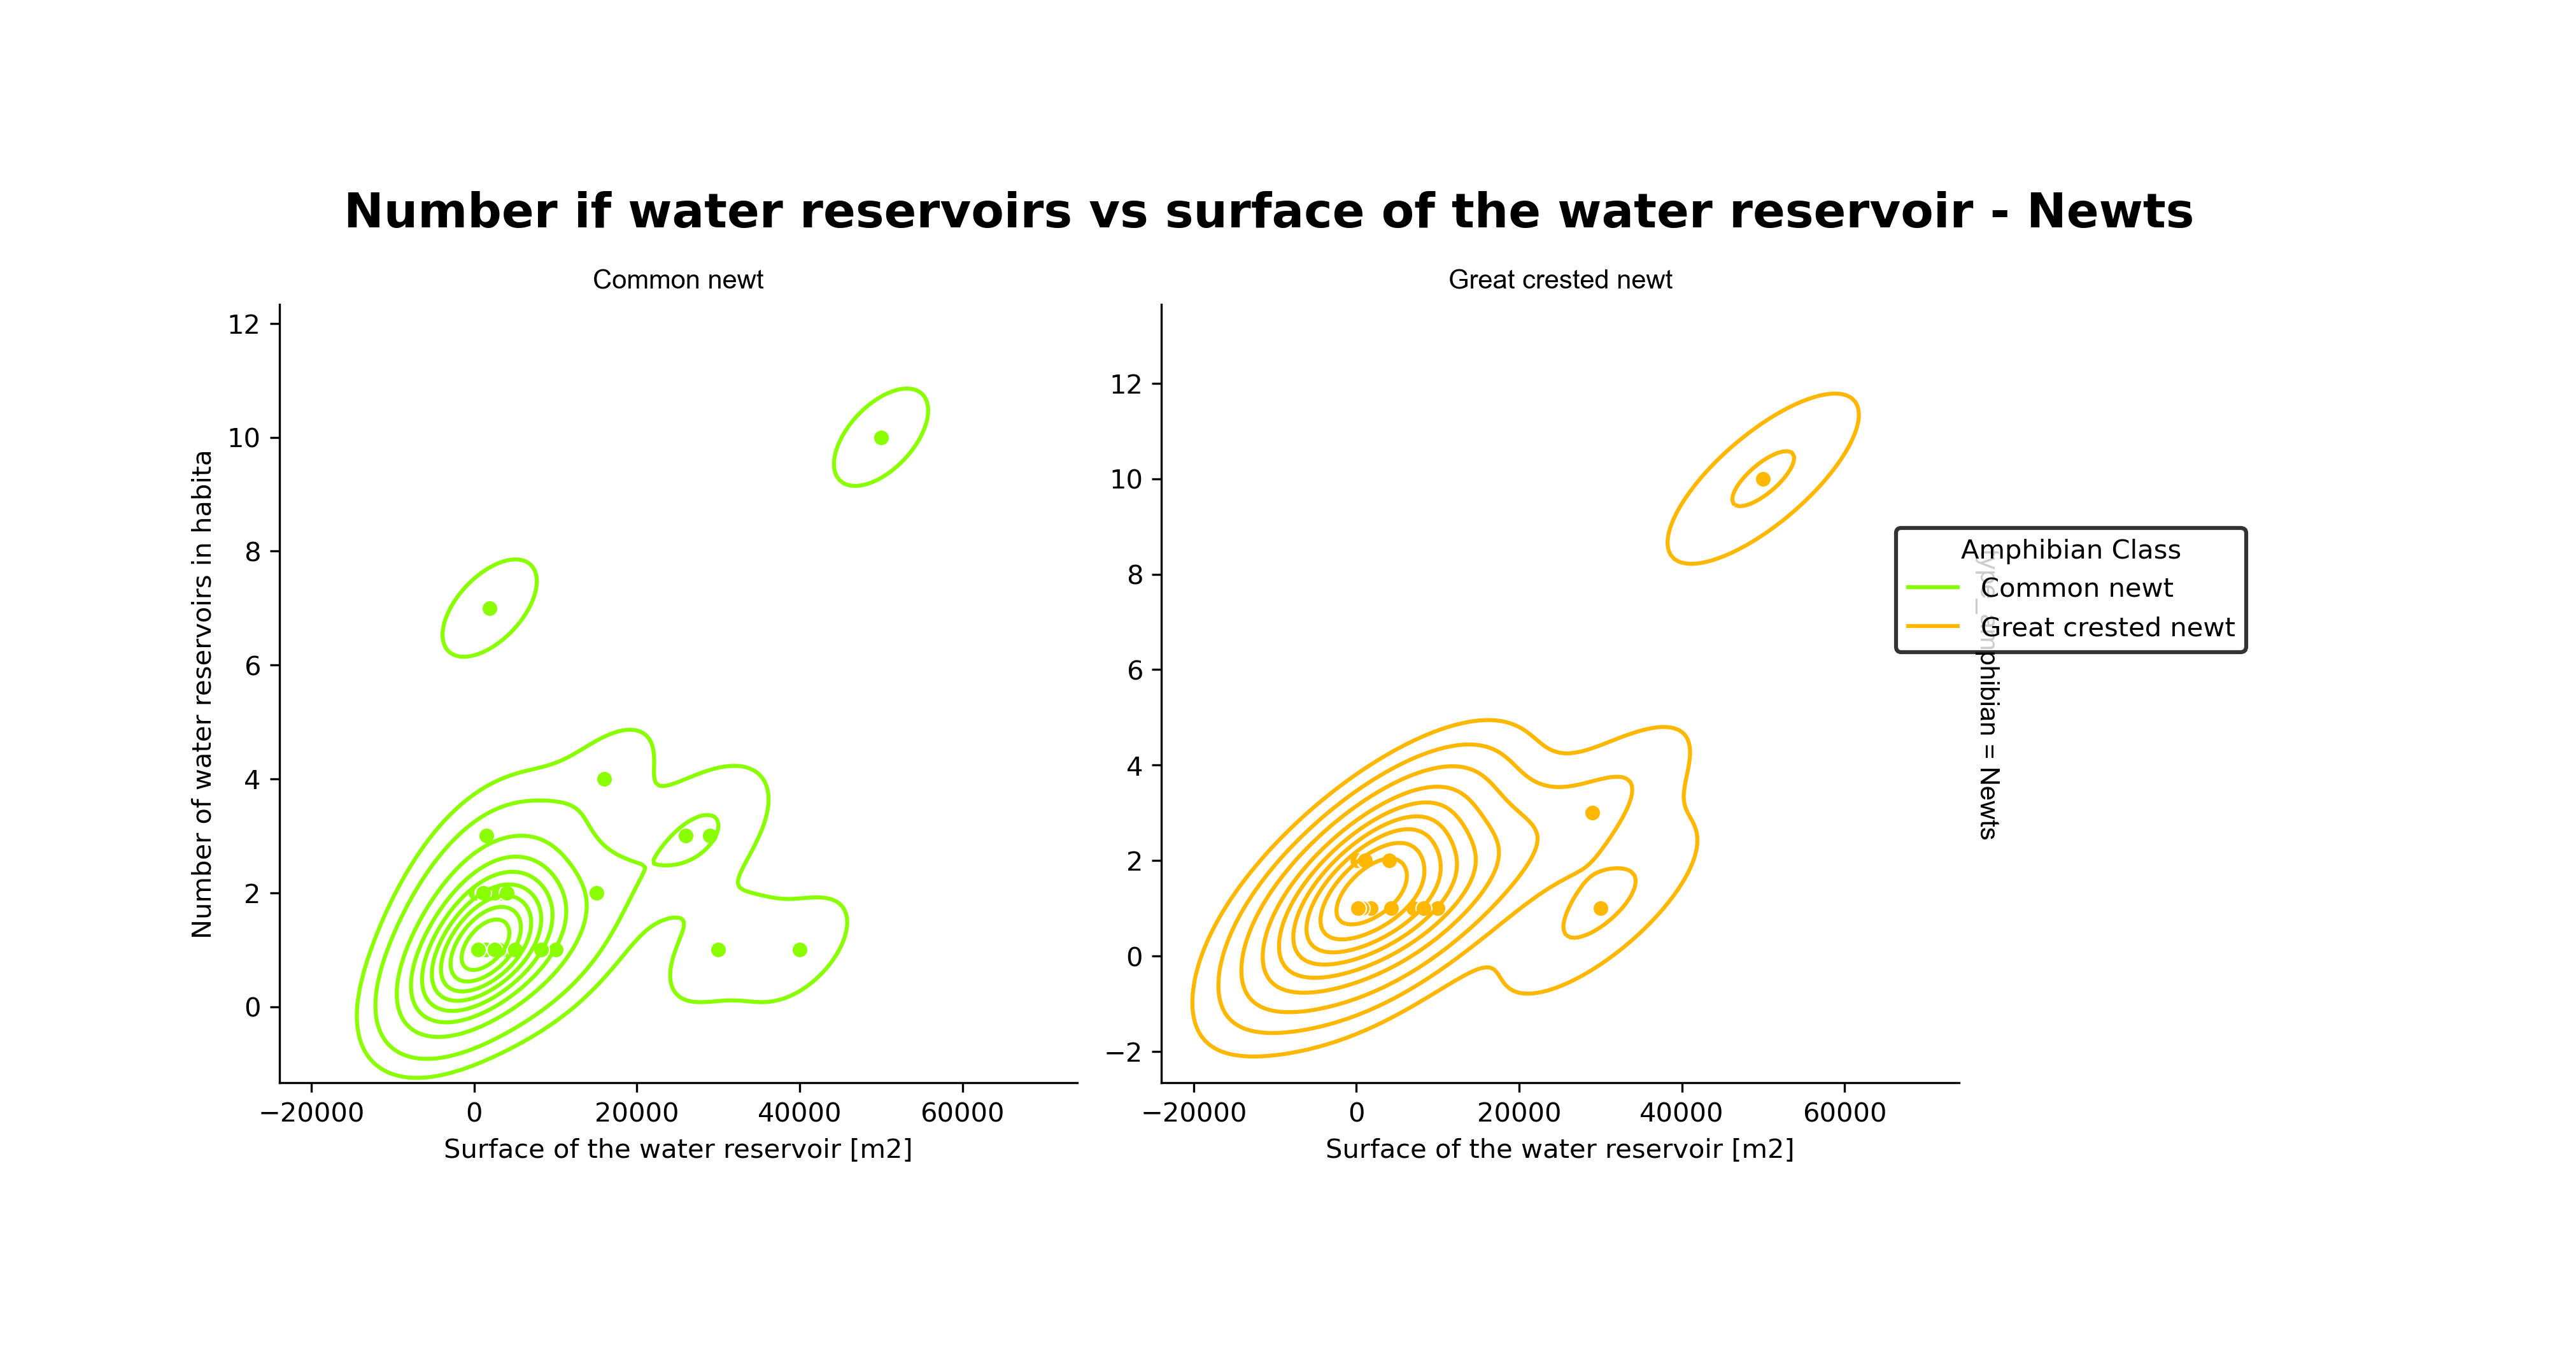 Number if water reservoirs vs surface of the water reservoir - Newts
Common newt
Great crested newt
12
10
8
6
4
2
0
Number of water reservoirs in habita
−20000
0
20000
40000
60000
Surface of the water reservoir [m2]
12
10
8
6
4
2
0
−2
−20000
0
20000
40000
60000
Surface of the water reservoir [m2]
Amphibian Class
Common newt
Great crested newt
type_amphibian = Newts